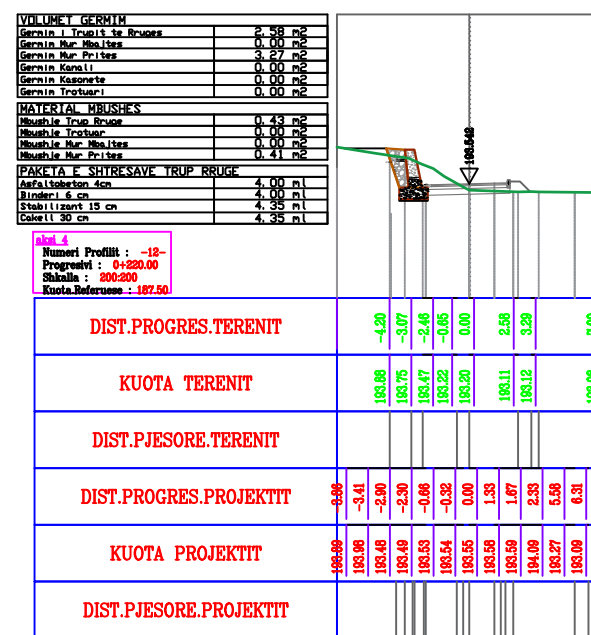 VOLUMET GERMIM
Germim i Trupit te Rruges 2.58 m2
Germim Mur Mbajtes 0.00 m2
Germim Mur Prites 3.27 m2
Germim Kanali 0.00 m2
Germim Kasonete 0.00 m2
Germim Trotuari 0.00 m2
MATERIAL MBUSHES
Mbushje Trup Rruge 0.43 m2
Mbushje Trotuar 0.00 m2
Mbushje Mur Mbajtes 0.00 m2
Mbushje Mur Prites 0.41 m2
PAKETA E SHTRESAVE TRUP RRUGE
Asfaltobeton 4cm 4.00 ml
Binderi 6 cm 4.00 ml
Stabilizant 15 cm 4.35 ml
Cakell 30 cm 4.35 ml
193.542
aksi 4
Numeri Profilit : -12-
Progresivi : 0+220.00
Shkalla : 200:200
Kuota Referuese : 187.50
DIST.PROGRES.TERENIT -4.20 -3.07 -2.46 -0.65 0.00 2.58 3.29
KUOTA TERENIT 193.86 193.75 193.47 193.22 193.20 193.11 193.12
DIST.PJESORE.TERENIT
DIST.PROGRES.PROJEKTIT -3.41 -2.90 -2.30 -0.66 -0.32 0.00 1.33 1.67 2.33 5.58 6.31
KUOTA PROJEKTIT 193.98 193.48 193.49 193.53 193.54 193.55 193.58 193.59 194.09 193.27 193.09
DIST.PJESORE.PROJEKTIT